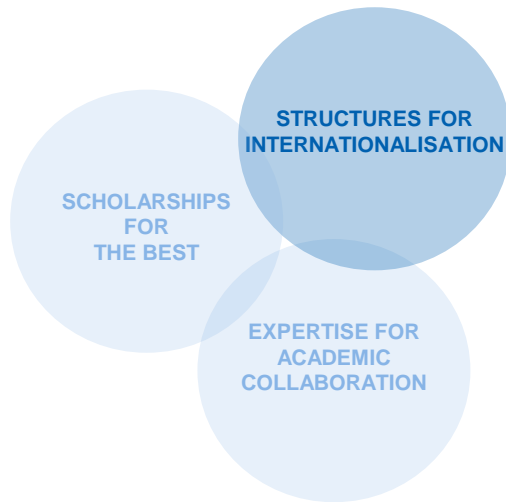 STRUCTURES FOR
INTERNATIONALISATION
SCHOLARSHIPS
FOR
THE BEST
EXPERTISE FOR
ACADEMIC
COLLABORATION